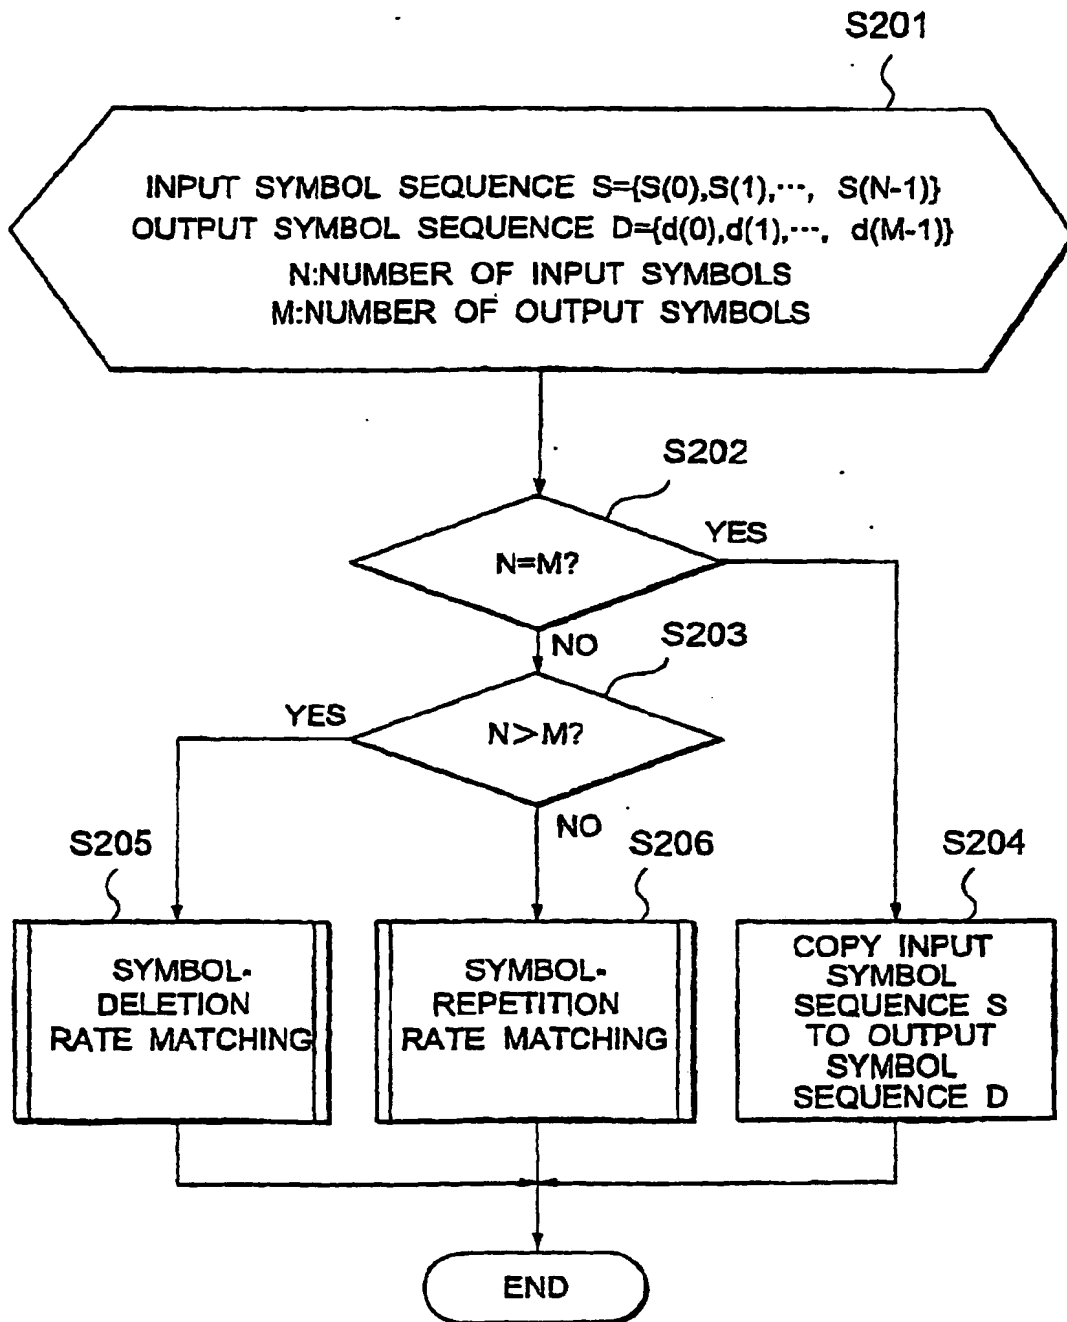 S201
INPUT SYMBOL SEQUENCE S={S(0),S(1),···, S(N-1)}
OUTPUT SYMBOL SEQUENCE D={d(0),d(1),···, d(M-1)}
N:NUMBER OF INPUT SYMBOLS
M:NUMBER OF OUTPUT SYMBOLS
S202
N=M?
YES
NO
S203
YES
N>M?
NO
S205
SYMBOL-
DELETION
RATE MATCHING
S206
SYMBOL-
REPETITION
RATE MATCHING
S204
COPY INPUT
SYMBOL
SEQUENCE S
TO OUTPUT
SYMBOL
SEQUENCE D
END